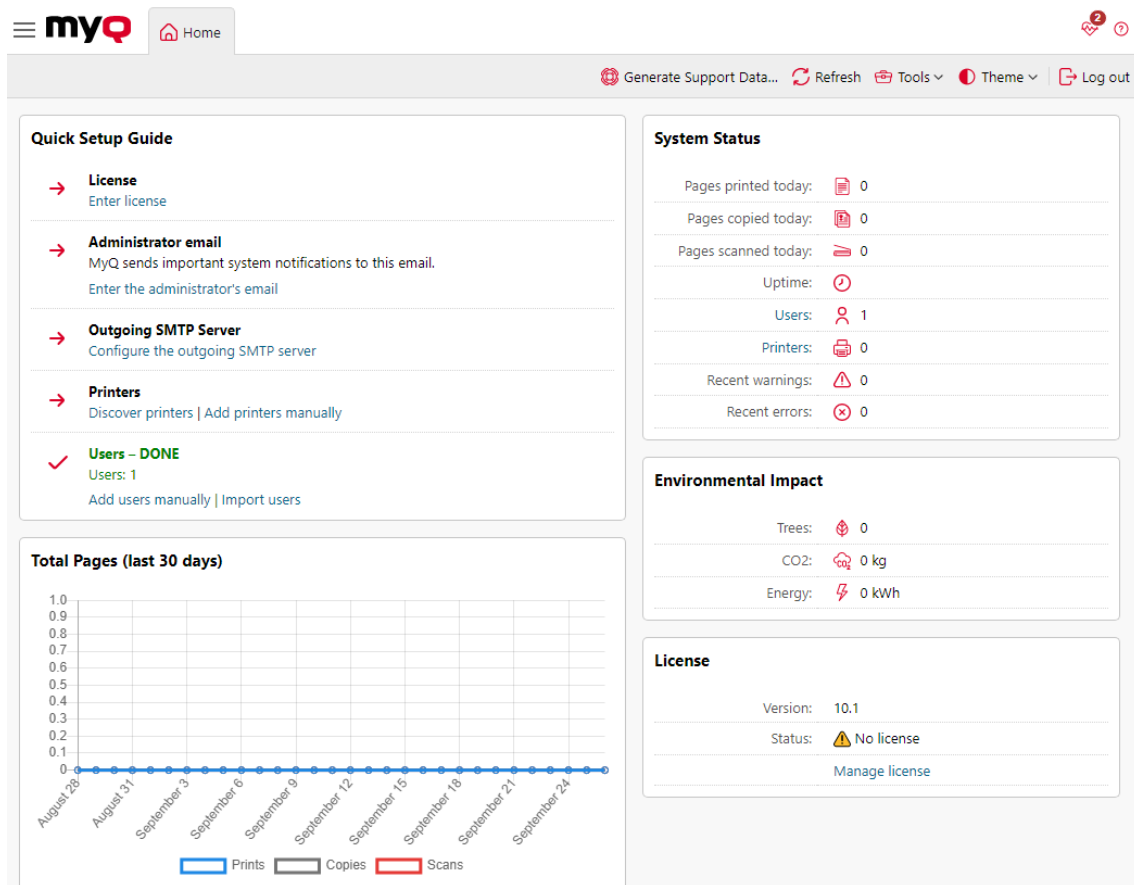 myQ
Home
2
?
Generate Support Data... Refresh Tools Theme Log out
Quick Setup Guide
License
Enter license
Administrator email
MyQ sends important system notifications to this email.
Enter the administrator's email
Outgoing SMTP Server
Configure the outgoing SMTP server
Printers
Discover printers | Add printers manually
Users – DONE
Users: 1
Add users manually | Import users
Total Pages (last 30 days)
1.0
0.9
0.8
0.7
0.6
0.5
0.4
0.3
0.2
0.1
0
August 28
August 31
September 3
September 6
September 9
September 12
September 15
September 18
September 21
September 24
Prints Copies Scans
System Status
Pages printed today: 0
Pages copied today: 0
Pages scanned today: 0
Uptime:
Users: 1
Printers: 0
Recent warnings: 0
Recent errors: 0
Environmental Impact
Trees: 0
CO2: CO2 0 kg
Energy: 0 kWh
License
Version: 10.1
Status: No license
Manage license